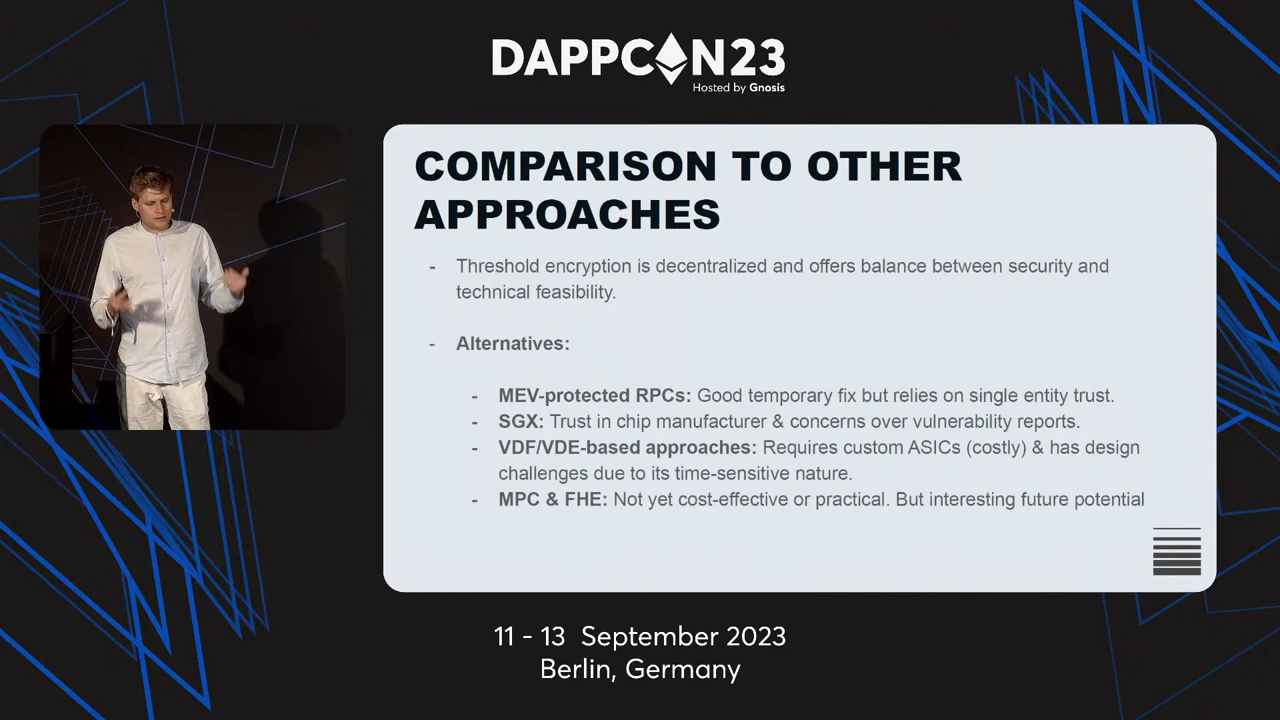 DAPPCON23
Hosted by Gnosis
COMPARISON TO OTHER
APPROACHES
- Threshold encryption is decentralized and offers balance between security and
technical feasibility.
- Alternatives:
- MEV-protected RPCs: Good temporary fix but relies on single entity trust.
- SGX: Trust in chip manufacturer & concerns over vulnerability reports.
- VDF/VDE-based approaches: Requires custom ASICs (costly) & has design
challenges due to its time-sensitive nature.
- MPC & FHE: Not yet cost-effective or practical. But interesting future potential
11 - 13 September 2023
Berlin, Germany